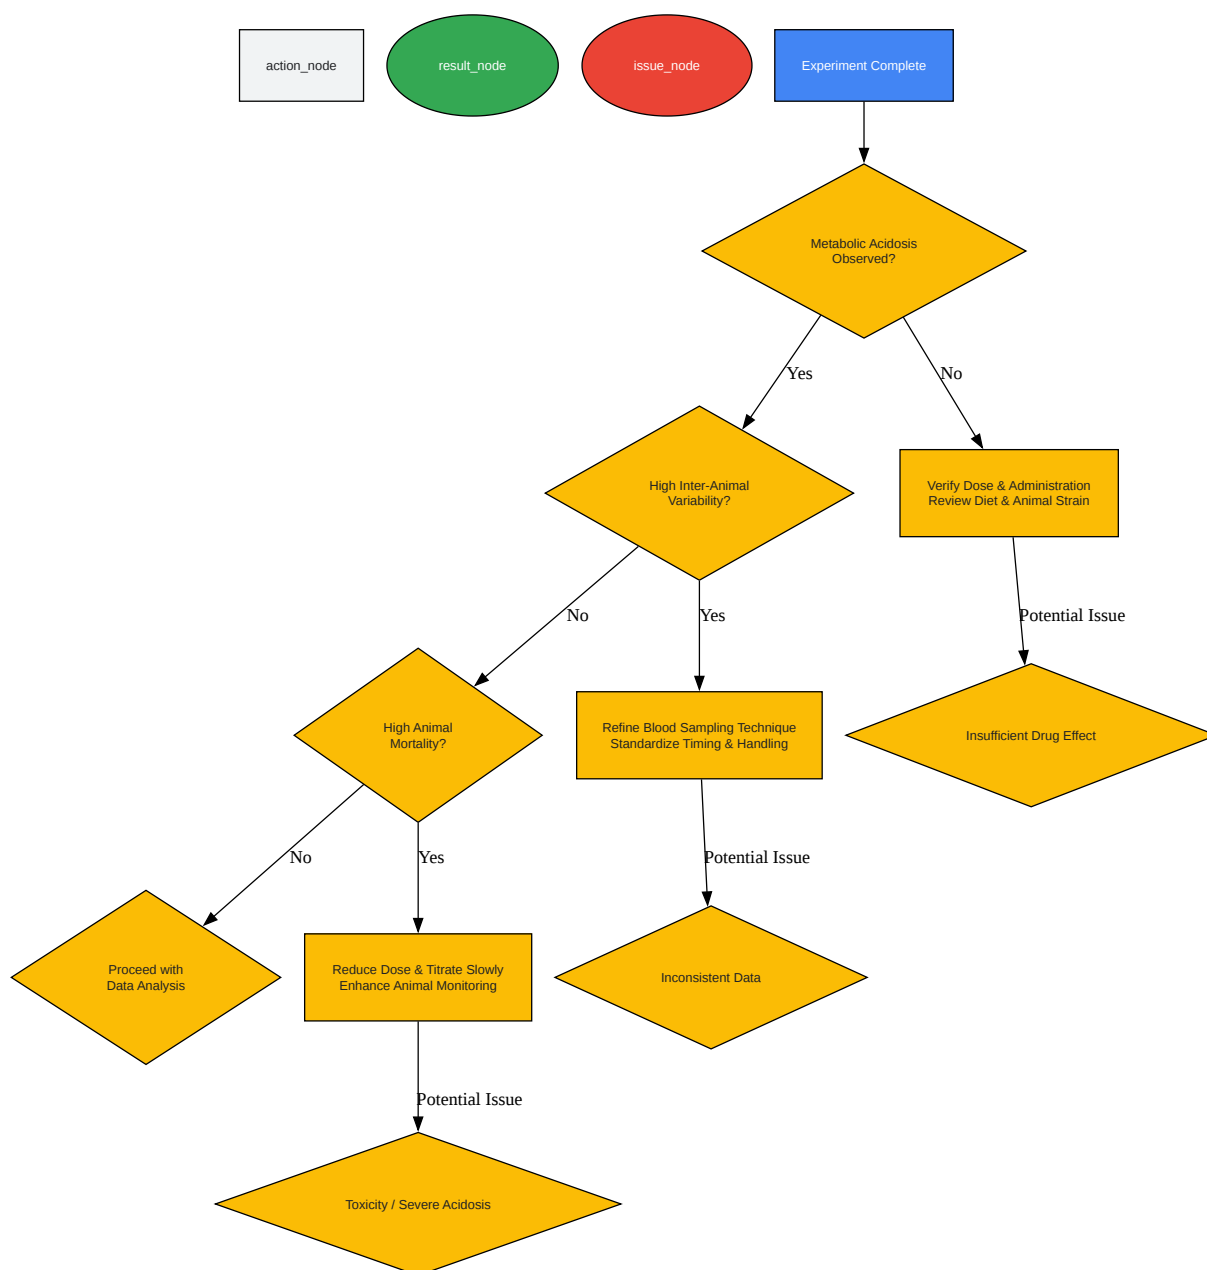 action_node
result_node
issue_node
Experiment Complete
Metabolic Acidosis
Observed?
Yes
No
High Inter-Animal
Variability?
Verify Dose & Administration
Review Diet & Animal Strain
No
Yes
Potential Issue
High Animal
Mortality?
Refine Blood Sampling Technique
Standardize Timing & Handling
Insufficient Drug Effect
No
Yes
Potential Issue
Proceed with
Data Analysis
Reduce Dose & Titrate Slowly
Enhance Animal Monitoring
Inconsistent Data
Potential Issue
Toxicity / Severe Acidosis